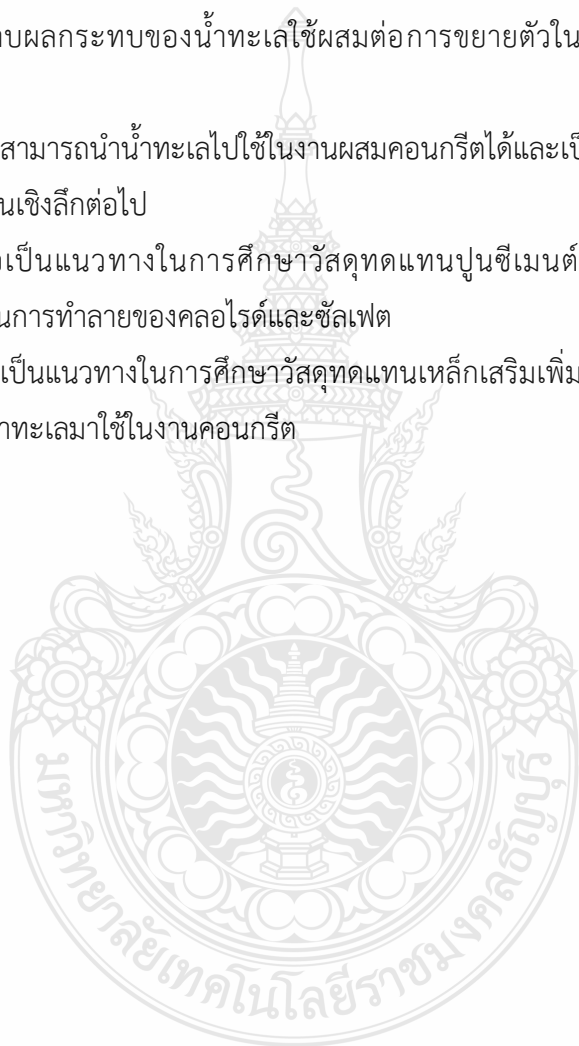 บผลกระทบของน้ำทะเลใช้ผสมต่อการขยายตัวใน
สามารถนำน้ำทะเลไปใช้ในงานผสมคอนกรีตได้และเป็
นเชิงลึกต่อไป
เป็นแนวทางในการศึกษาวัสดุทดแทนปูนซีเมนต์
นการทำลายของคลอไรด์และซัลเฟต
เป็นแนวทางในการศึกษาวัสดุทดแทนเหล็กเสริมเพิ่ม
าทะเลมาใช้ในงานคอนกรีต
มหาวิทยาลัยเทคโนโลยีราชมงคลธัญบุรี